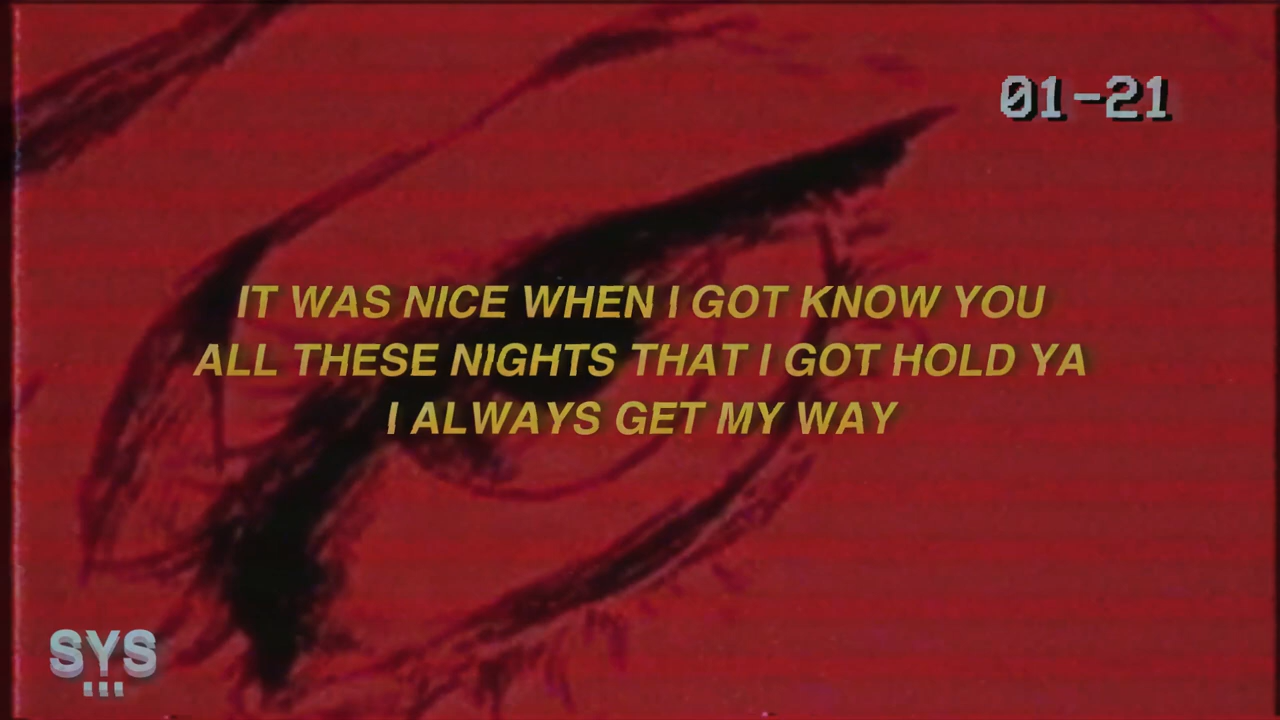 01-21
IT WAS NICE WHEN I GOT KNOW YOU
ALL THESE NIGHTS THAT I GOT HOLD YA
I ALWAYS GET MY WAY
SYS